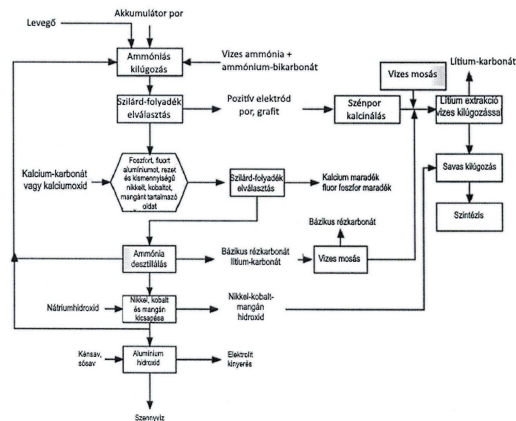 Levegő
Akkumulátor por
Ammóniás
kilúgozás
Vizes ammónia +
ammónium-bikarbonát
Lítium-karbonát
Vizes mosás
Szilárd-folyadék
elválasztás
Pozitív elektród
por, grafit
Szénpor
kalcinálás
Lítium extrakció
vizes kilúgozással
Foszfort, fluort
alumíniumot, rezet
és kismennyiségű
nikkelt, kobaltot,
mangánt tartalmazó
oldat
Kalcium-karbonát
vagy kalciumoxid
Szilárd-folyadék
elválasztás
Kalcium maradék
fluor foszfor maradék
Savas kilúgozás
Szintézis
Bázikus rézkarbonát
Ammónia
desztillálás
Bázikus rézkarbonát
lítium-karbonát
Vizes mosás
Nátriumhidroxid
Nikkel, kobalt
és mangán
kicsapása
Nikkel-kobalt-
mangán
hidroxid
Kénsav,
sósav
Alumínium
hidroxid
Elektrolit
kinyerés
Szennyvíz